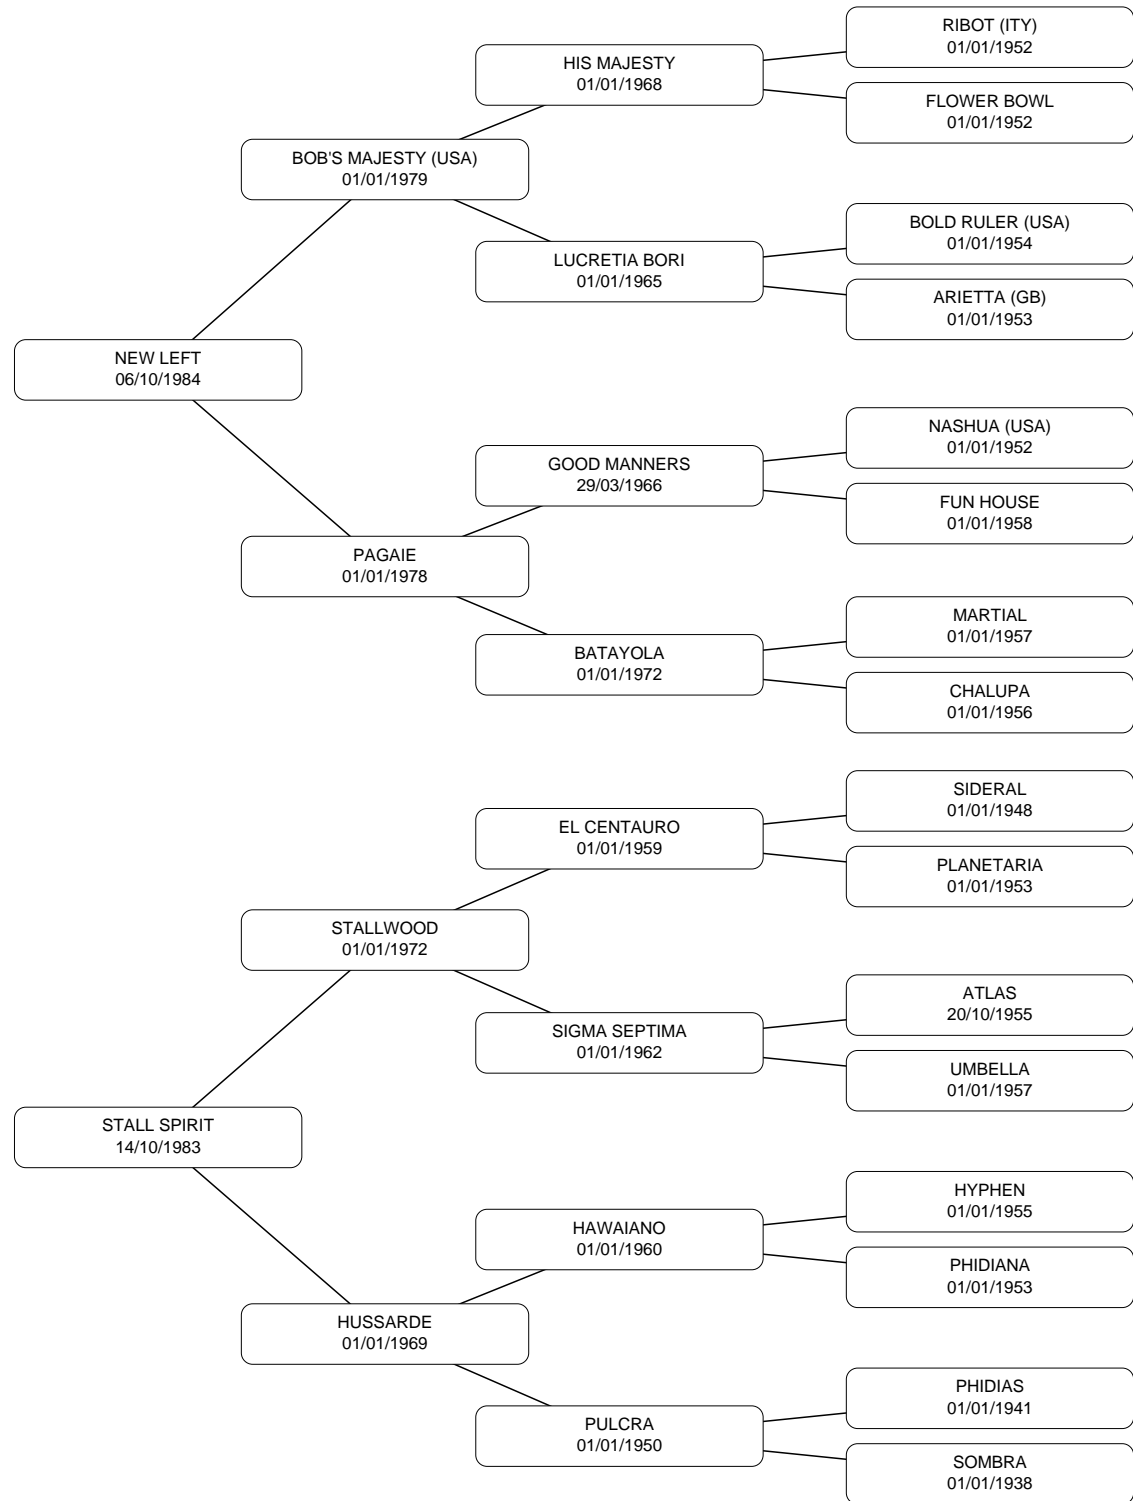 RIBOT (ITY)
01/01/1952
HIS MAJESTY
01/01/1968
FLOWER BOWL
01/01/1952
BOB'S MAJESTY (USA)
01/01/1979
BOLD RULER (USA)
01/01/1954
LUCRETIA BORI
01/01/1965
ARIETTA (GB)
01/01/1953
NEW LEFT
06/10/1984
NASHUA (USA)
01/01/1952
GOOD MANNERS
29/03/1966
FUN HOUSE
01/01/1958
PAGAIE
01/01/1978
MARTIAL
01/01/1957
BATAYOLA
01/01/1972
CHALUPA
01/01/1956
SIDERAL
01/01/1948
EL CENTAURO
01/01/1959
PLANETARIA
01/01/1953
STALLWOOD
01/01/1972
ATLAS
20/10/1955
SIGMA SEPTIMA
01/01/1962
UMBELLA
01/01/1957
STALL SPIRIT
14/10/1983
HYPHEN
01/01/1955
HAWAIANO
01/01/1960
PHIDIANA
01/01/1953
HUSSARDE
01/01/1969
PHIDIAS
01/01/1941
PULCRA
01/01/1950
SOMBRA
01/01/1938